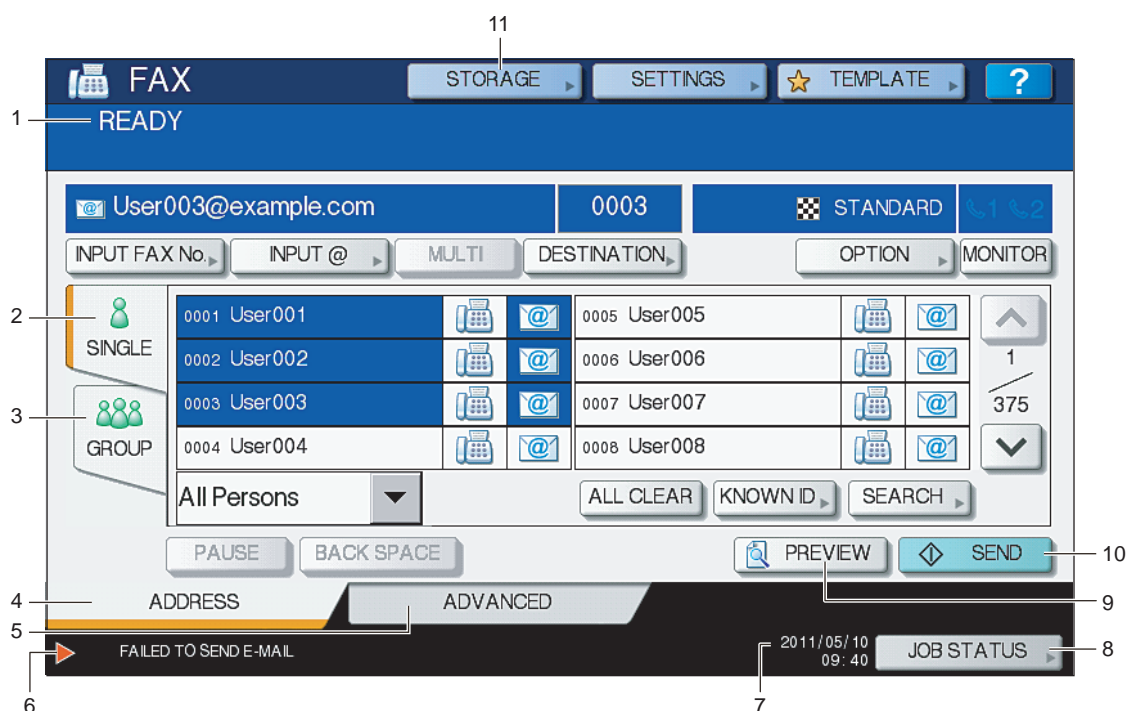 11
FAX STORAGE SETTINGS TEMPLATE ?
1 READY
User003@example.com 0003 STANDARD 1 2
INPUT FAX No. INPUT @ MULTI DESTINATION OPTION MONITOR
2 SINGLE
0001 User001 @ 0005 User005 @
0002 User002 @ 0006 User006 @
1
375
3 GROUP
0003 User003 @ 0007 User007 @
0004 User004 @ 0008 User008 @
All Persons ALL CLEAR KNOWN ID SEARCH
PAUSE BACK SPACE PREVIEW SEND 10
4 ADDRESS ADVANCED 9
5
6 FAILED TO SEND E-MAIL 7 2011/05/10
09:40
JOB STATUS 8